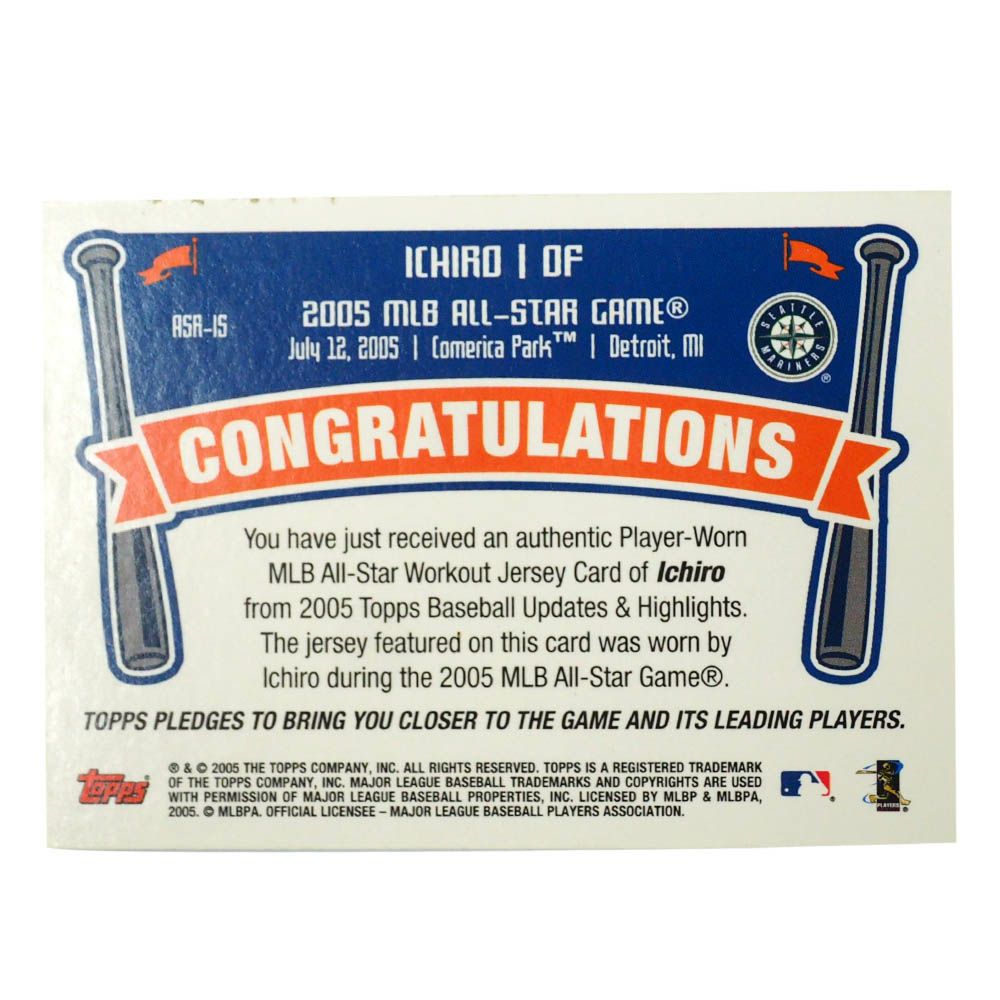 ICHIRO | OF
2005 MLB ALL-STAR GAME®
ASR-IS
July 12, 2005 | Comerica Park™ | Detroit, MI
SEATTLE MARINERS ®
CONGRATULATIONS
You have just received an authentic Player-Worn
MLB All-Star Workout Jersey Card of Ichiro
from 2005 Topps Baseball Updates & Highlights.
The jersey featured on this card was worn by
Ichiro during the 2005 MLB All-Star Game®.
TOPPS PLEDGES TO BRING YOU CLOSER TO THE GAME AND ITS LEADING PLAYERS.
topps®
® & © 2005 THE TOPPS COMPANY, INC. ALL RIGHTS RESERVED. TOPPS IS A REGISTERED TRADEMARK
OF THE TOPPS COMPANY, INC. MAJOR LEAGUE BASEBALL TRADEMARKS AND COPYRIGHTS ARE USED
WITH PERMISSION OF MAJOR LEAGUE BASEBALL PROPERTIES, INC. LICENSED BY MLBP & MLBPA,
2005. © MLBPA. OFFICIAL LICENSEE – MAJOR LEAGUE BASEBALL PLAYERS ASSOCIATION.
®
PLAYERS ®